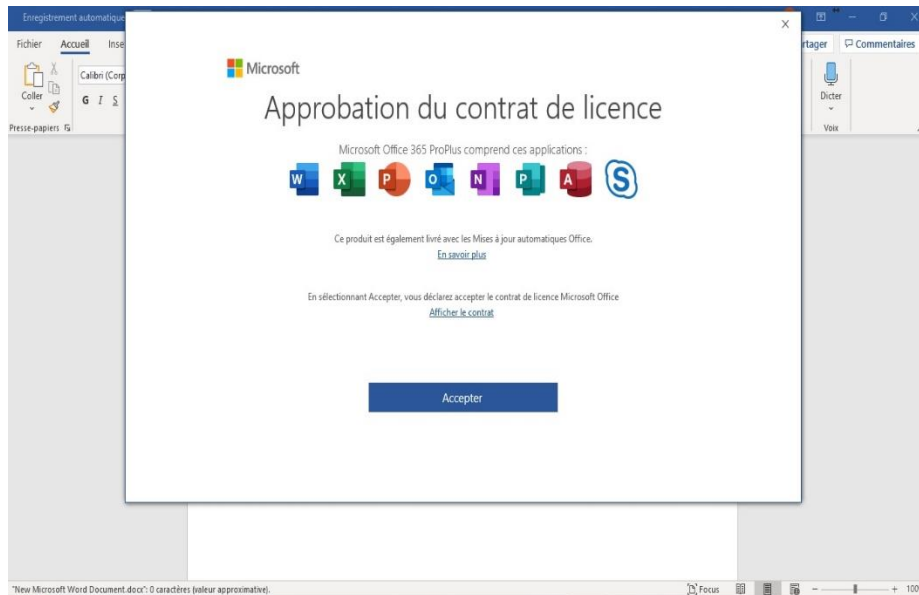 Enregistrement automatique
Fichier Accueil Inse
rtager Commentaires
Coller
Calibri (Corp
G I S
Presse-papiers
Dicter
Voix
Microsoft
Approbation du contrat de licence
Microsoft Office 365 ProPlus comprend ces applications :
W X P O N P A S
Ce produit est également livré avec les Mises à jour automatiques Office.
En savoir plus
En sélectionnant Accepter, vous déclarez accepter le contrat de licence Microsoft Office
Afficher le contrat
Accepter
"New Microsoft Word Document.docx": 0 caractères (valeur approximative).
Focus
100%